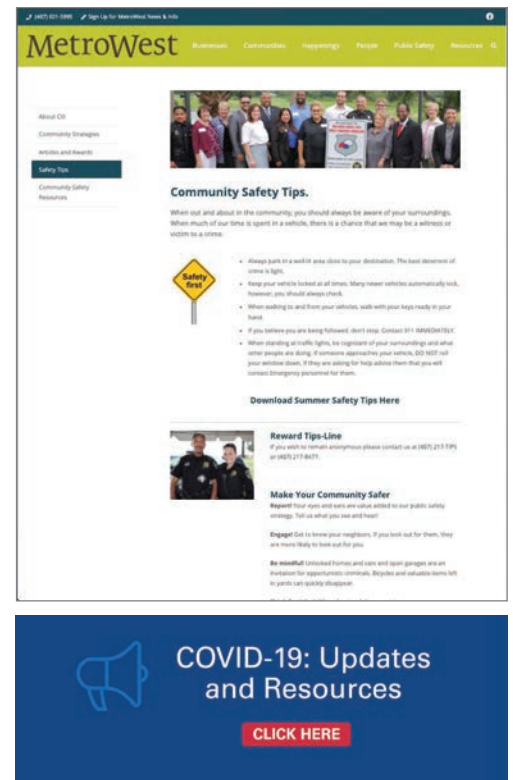 (407) 601-5995 Sign Up for MetroWest News & Info
MetroWest Businesses Communities Happenings People Public Safety Resources
About CSI
Community Strategies
Articles and Awards
Safety Tips
Community Safety
Resources
Community Safety Tips.
When out and about in the community, you should always be aware of your surroundings.
When much of our time is spent in a vehicle, there is a chance that we may be a witness or
victim to a crime.
Safety
first
Always park in a well-lit area close to your destination. The best deterrent of
crime is light.
Keep your vehicle locked at all times. Many newer vehicles automatically lock,
however, you should always check.
When walking to and from your vehicles, walk with your keys ready in your
hand.
If you believe you are being followed, don't stop. Contact 911 IMMEDIATELY.
When standing at traffic lights, be cognizant of your surroundings and what
other people are doing. If someone approaches your vehicle, DO NOT roll
your window down. If they are asking for help advise them that you will
contact Emergency personnel for them.
Download Summer Safety Tips Here
Reward Tips-Line
If you wish to remain anonymous please contact us at (407) 217-TIPS
or (407) 217-8477.
Make Your Community Safer
Report! Your eyes and ears are value added to our public safety
strategy. Tell us what you see and hear!
Engage! Get to know your neighbors. If you look out for them, they
are more likely to look out for you.
Be mindful! Unlocked homes and cars and open garages are an
invitation for opportunistic criminals. Bicycles and valuable items left
in yards can quickly disappear.
COVID-19: Updates
and Resources
CLICK HERE